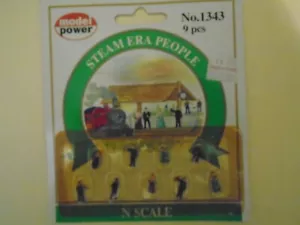 model
power
No.1343
9 pcs
STEAM ERA PEOPLE
N SCALE